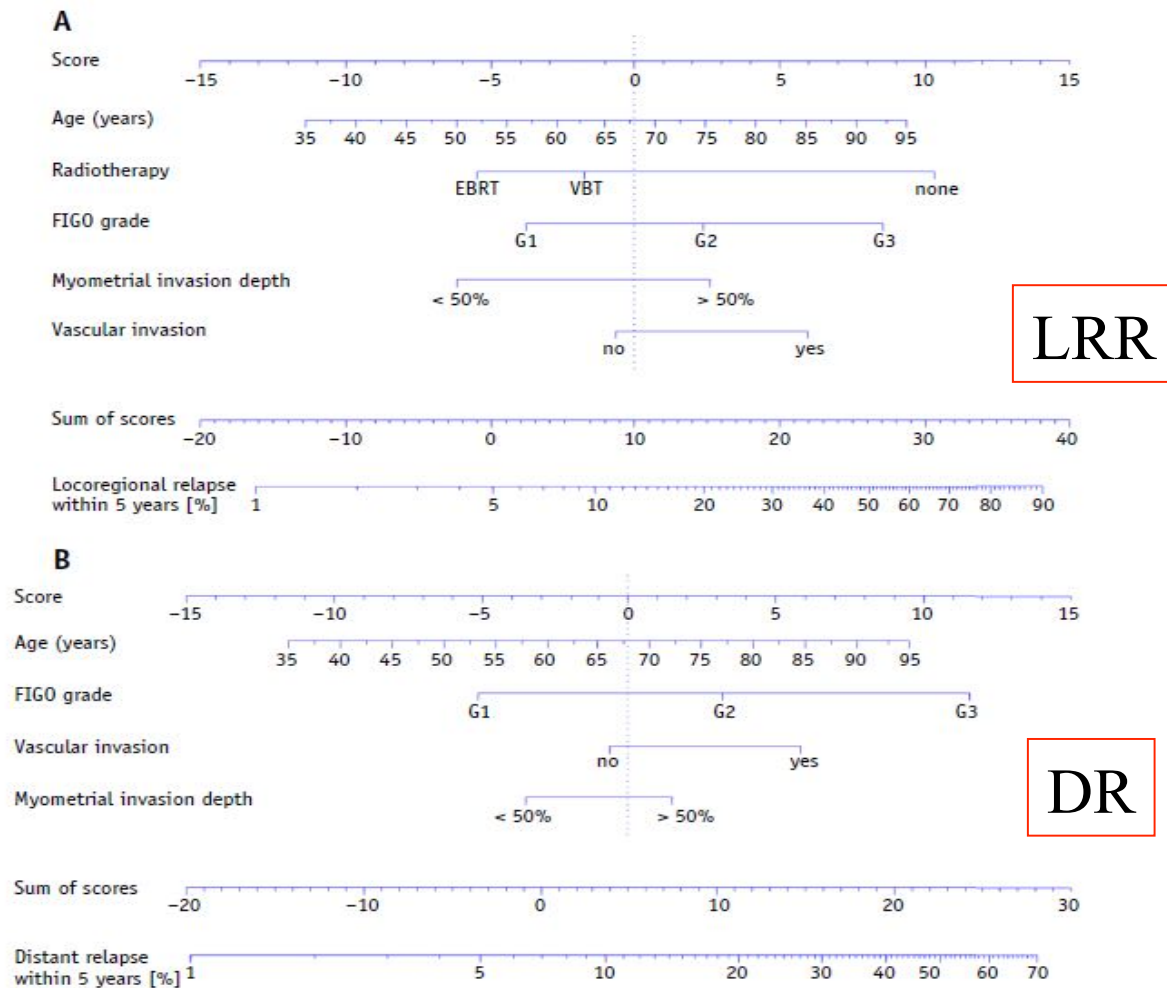 A
Score
−15 −10 −5 0 5 10 15
Age (years)
35 40 45 50 55 60 65 70 75 80 85 90 95
Radiotherapy
EBRT VBT none
FIGO grade
G1 G2 G3
Myometrial invasion depth
< 50% > 50%
Vascular invasion
no yes
LRR
Sum of scores
−20 −10 0 10 20 30 40
Locoregional relapse
within 5 years [%] 1 5 10 20 30 40 50 60 70 80 90
B
Score
−15 −10 −5 0 5 10 15
Age (years)
35 40 45 50 55 60 65 70 75 80 85 90 95
FIGO grade
G1 G2 G3
Vascular invasion
no yes
Myometrial invasion depth
< 50% > 50%
DR
Sum of scores
−20 −10 0 10 20 30
Distant relapse
within 5 years [%] 1 5 10 20 30 40 50 60 70